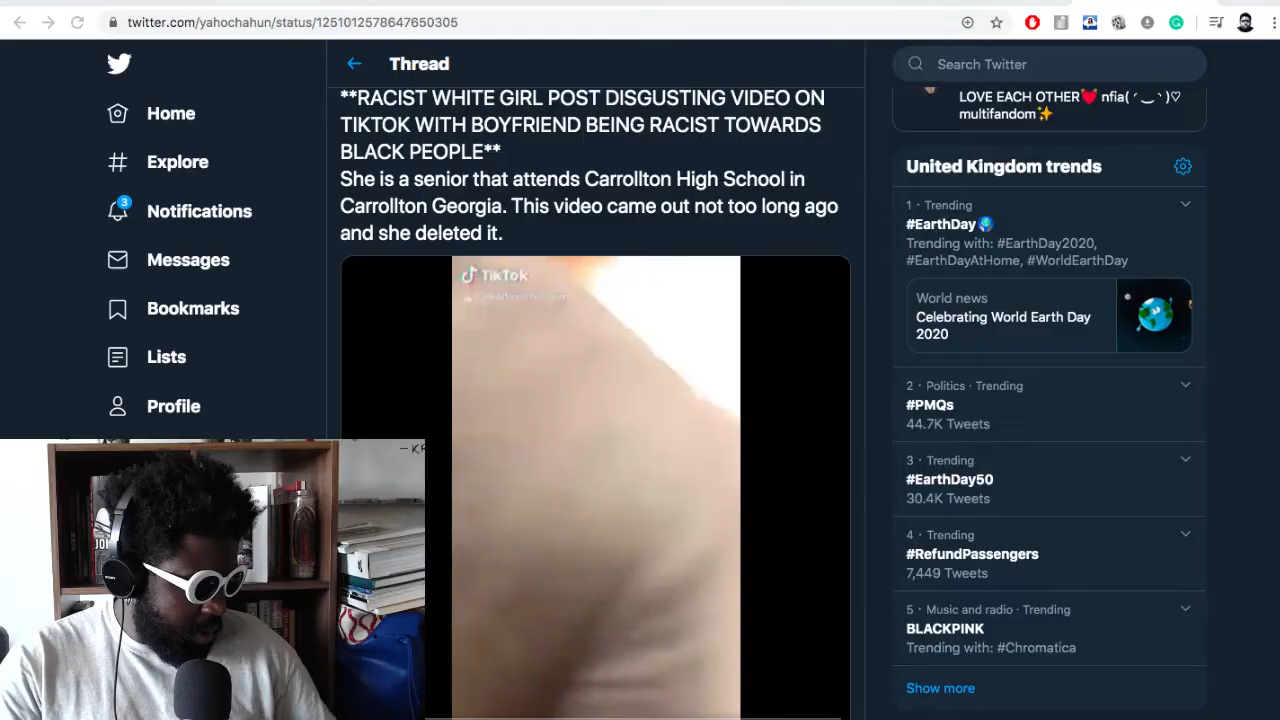 twitter.com/yahochahun/status/1251012578647650305
Home
Explore
3
Notifications
Messages
Bookmarks
Lists
Profile
Thread
**RACIST WHITE GIRL POST DISGUSTING VIDEO ON
TIKTOK WITH BOYFRIEND BEING RACIST TOWARDS
BLACK PEOPLE**
She is a senior that attends Carrollton High School in
Carrollton Georgia. This video came out not too long ago
and she deleted it.
TikTok
Search Twitter
LOVE EACH OTHER💓 nfia( ´ ‿ ` )♡
multifandom✨
United Kingdom trends
1 · Trending
#EarthDay🌍
Trending with: #EarthDay2020,
#EarthDayAtHome, #WorldEarthDay
World news
Celebrating World Earth Day
2020
2 · Politics · Trending
#PMQs
44.7K Tweets
3 · Trending
#EarthDay50
30.4K Tweets
4 · Trending
#RefundPassengers
7,449 Tweets
5 · Music and radio · Trending
BLACKPINK
Trending with: #Chromatica
Show more
SONY